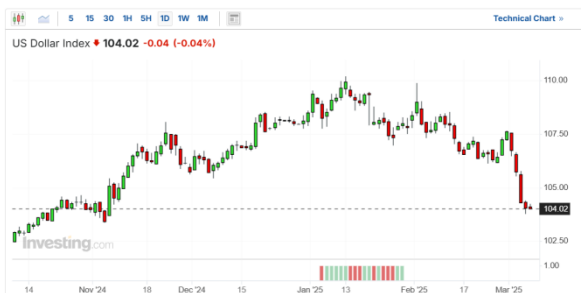 5 15 30 1H 5H 1D 1W 1M Technical Chart »
US Dollar Index 104.02 -0.04 (-0.04%)
110.00
107.50
105.00
104.02
102.50
Investing.com
1.00
14 Nov '24 18 Dec '24 15 Jan '25 13 Feb '25 17 Mar '25